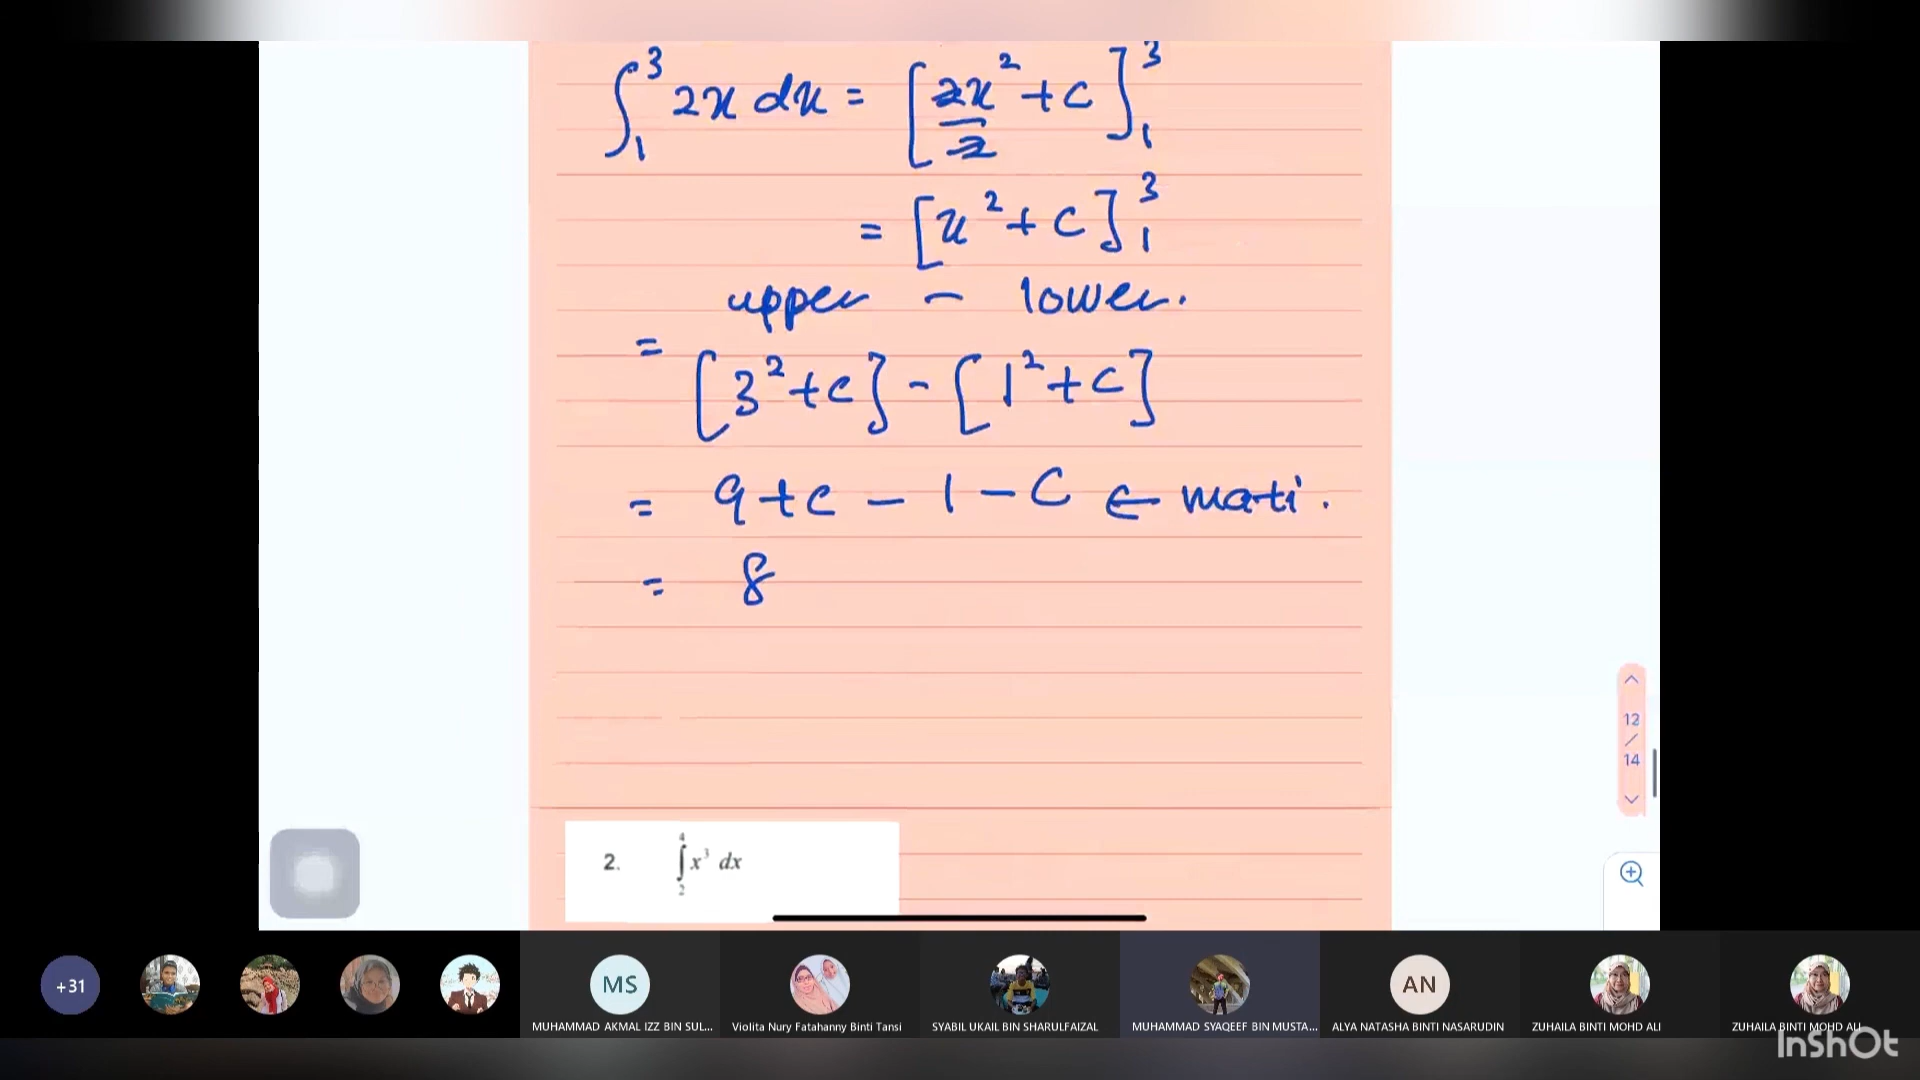 ∫₁³ 2x dx = [2x²/2 + c]₁³
= [x² + c]₁³
upper - lower.
= [3² + c] - [1² + c]
= 9 + c - 1 - C ← mati.
= 8
2. ∫₂⁴ x³ dx
12
/
14
+31
MS
AN
MUHAMMAD AKMAL IZZ BIN SUL...
Violita Nury Fatahanny Binti Tansi
SYABIL UKAIL BIN SHARULFAIZAL
MUHAMMAD SYAQEEF BIN MUSTA...
ALYA NATASHA BINTI NASARUDIN
ZUHAILA BINTI MOHD ALI
ZUHAILA BINTI MOHD ALI
InShOt